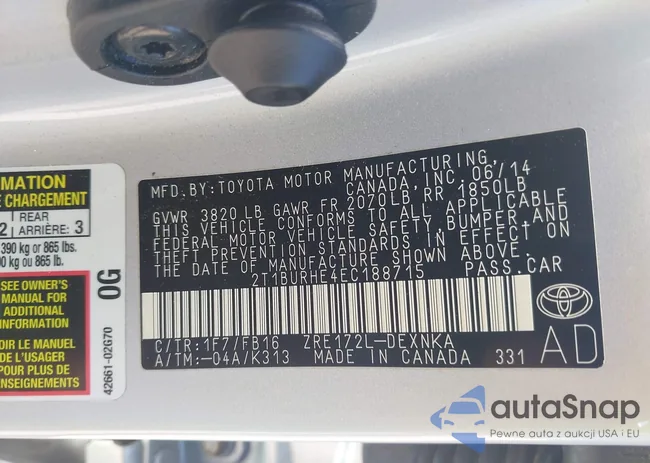 MFD.BY:TOYOTA MOTOR MANUFACTURING,
CANADA, INC. 06/14
GVWR 3820 LB GAWR FR 2070LB, RR 1850LB
THIS VEHICLE CONFORMS TO ALL APPLICABLE
FEDERAL MOTOR VEHICLE SAFETY, BUMPER, AND
THEFT PREVENTION STANDARDS IN EFFECT ON
THE DATE OF MANUFACTURE SHOWN ABOVE.
2T1BURHE4EC188715 PASS.CAR
C/TR:1F7/FB16 ZRE172L-DEXNKA
A/TM:-04A/K313 MADE IN CANADA 331
AD
MATION
E CHARGEMENT
1 REAR
2 ARRIÈRE: 3
390 kg or 865 lbs.
0 kg ou 865 lb.
SEE OWNER'S
MANUAL FOR
ADDITIONAL
INFORMATION
OIR LE MANUEL
DE L'USAGER
POUR PLUS DE
ENSEIGNEMENTS
0G
42661-02G70
autaSnap
Pewne auta z aukcji USA i EU